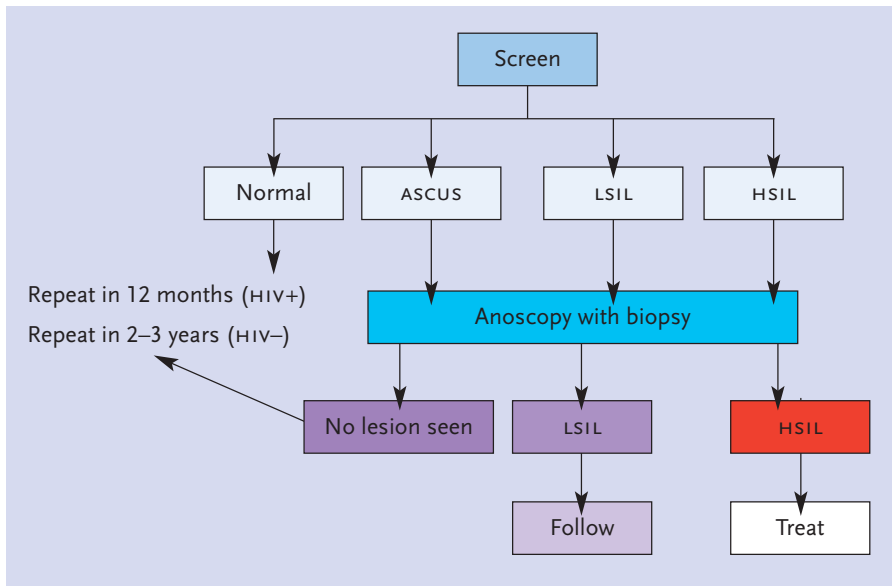 Screen
Normal
ASCUS
LSIL
HSIL
Repeat in 12 months (HIV+)
Repeat in 2–3 years (HIV–)
Anoscopy with biopsy
No lesion seen
LSIL
HSIL
Follow
Treat